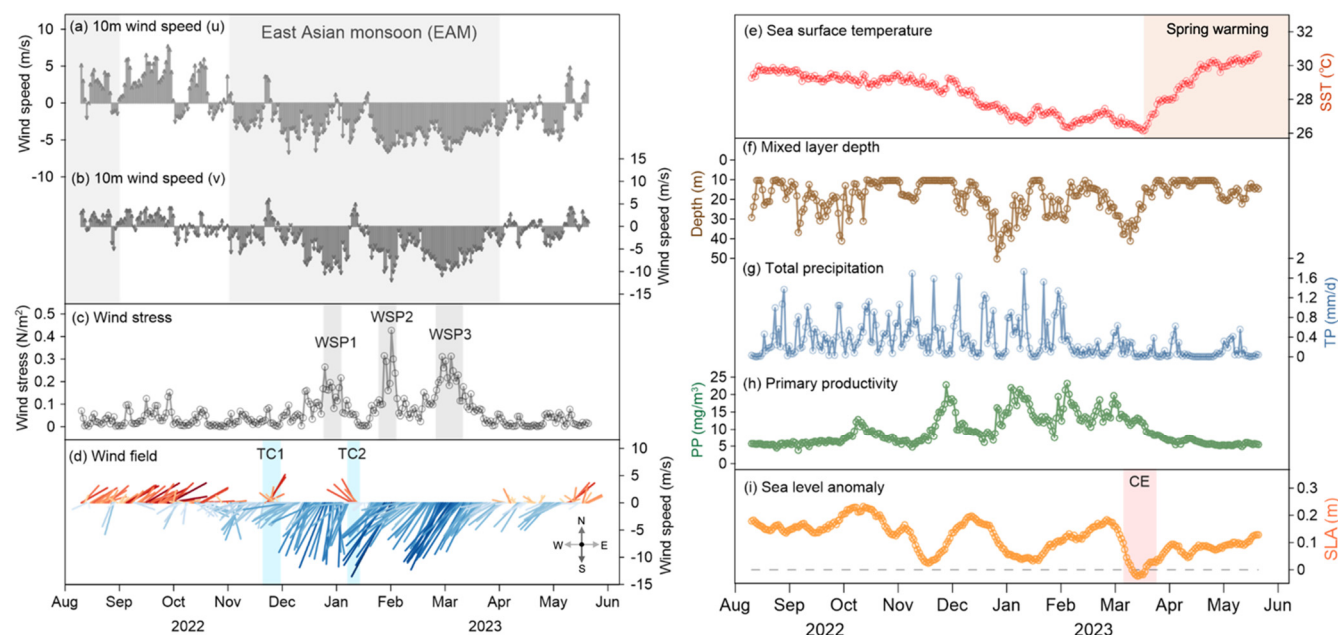 (a) 10m wind speed (u)
East Asian monsoon (EAM)
Wind speed (m/s)
10
5
0
-5
-10
(b) 10m wind speed (v)
15
10
5
0
-5
-10
-15
Wind speed (m/s)
(c) Wind stress
WSP1
WSP2
WSP3
Wind stress (N/m²)
0.5
0.4
0.3
0.2
0.1
0
(d) Wind field
TC1
TC2
10
5
0
-5
-10
-15
Wind speed (m/s)
N
W
E
S
Aug
Sep
Oct
Nov
Dec
Jan
Feb
Mar
Apr
May
Jun
2022
2023
(e) Sea surface temperature
Spring warming
32
30
28
26
SST (℃)
(f) Mixed layer depth
Depth (m)
0
10
20
30
40
50
(g) Total precipitation
2
1.6
1.2
0.8
0.4
0
TP (mm/d)
(h) Primary productivity
PP (mg/m³)
25
20
15
10
5
0
(i) Sea level anomaly
CE
0.3
0.2
0.1
0
SLA (m)
Aug
Sep
Oct
Nov
Dec
Jan
Feb
Mar
Apr
May
Jun
2022
2023